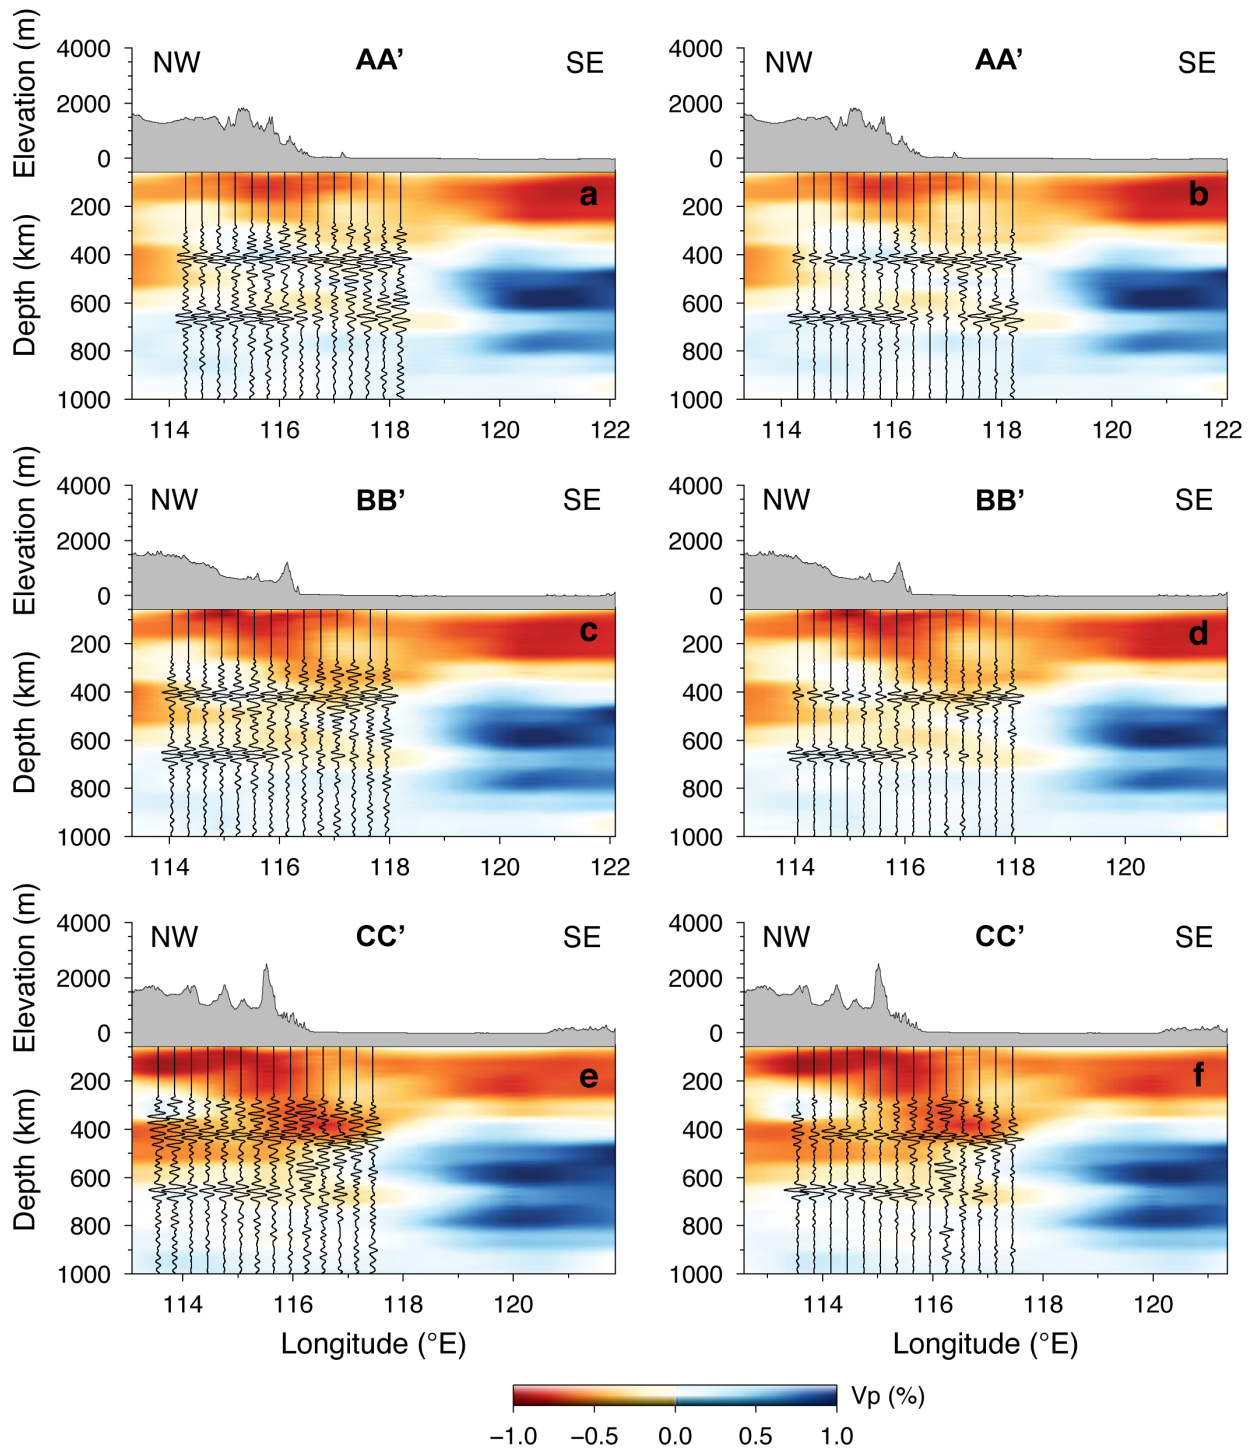 Elevation (m)
4000
2000
0
NW
AA’
SE
a
Depth (km)
200
400
600
800
1000
114
116
118
120
122
4000
2000
0
NW
AA’
SE
b
200
400
600
800
1000
114
116
118
120
122
Elevation (m)
4000
2000
0
NW
BB’
SE
c
Depth (km)
200
400
600
800
1000
114
116
118
120
122
4000
2000
0
NW
BB’
SE
d
200
400
600
800
1000
114
116
118
120
Elevation (m)
4000
2000
0
NW
CC’
SE
e
Depth (km)
200
400
600
800
1000
114
116
118
120
Longitude (°E)
4000
2000
0
NW
CC’
SE
f
200
400
600
800
1000
114
116
118
120
Longitude (°E)
Vp (%)
−1.0
−0.5
0.0
0.5
1.0